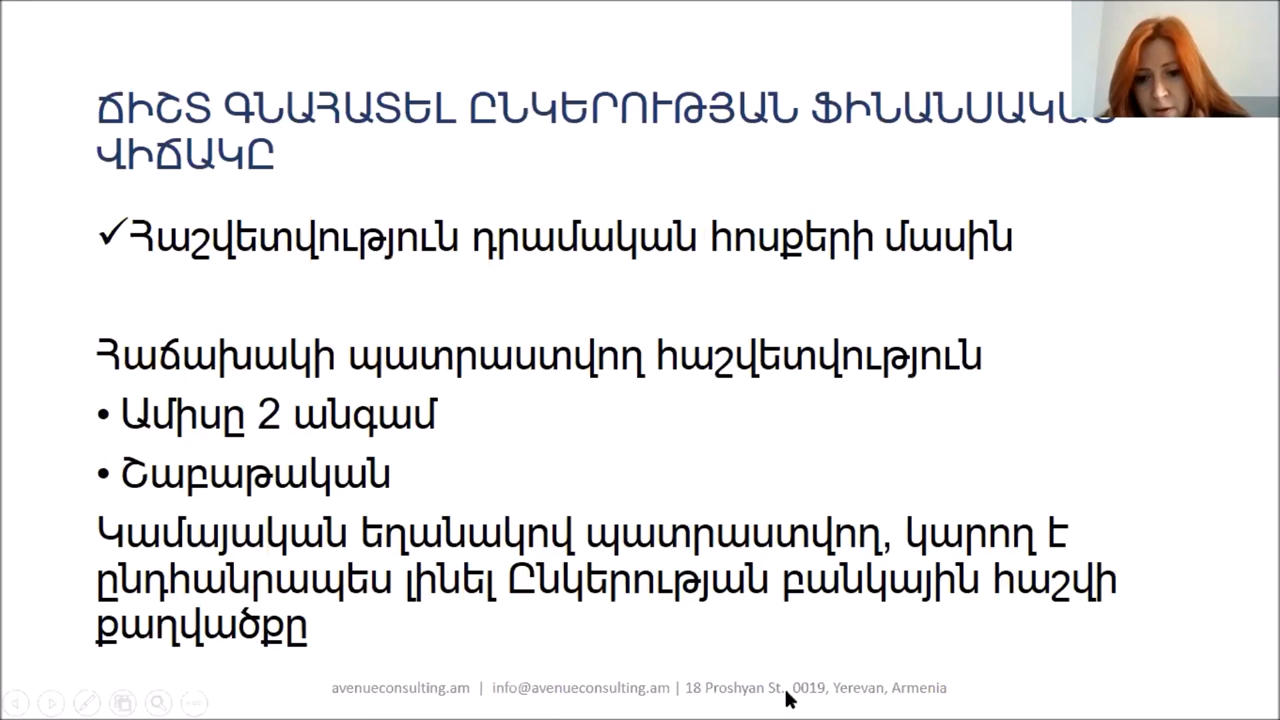 ՃԻՇՏ ԳՆԱՀԱՏԵԼ ԸՆԿԵՐՈՒԹՅԱՆ
ՎԻՃԱԿԸ
✓Հաշվետվություն դրամական հոսքերի մասին
Հաճախակի պատրաստվող հաշվետվություն
• Ամիսը 2 անգամ
• Շաբաթական
Կամայական եղանակով պատրաստվող, կարող է
ընդհանրապես լինել Ընկերության բանկային հաշվի
քաղվածքը
avenueconsulting.am | info@avenueconsulting.am | 18 Proshyan St., 0019, Yerevan, Armenia